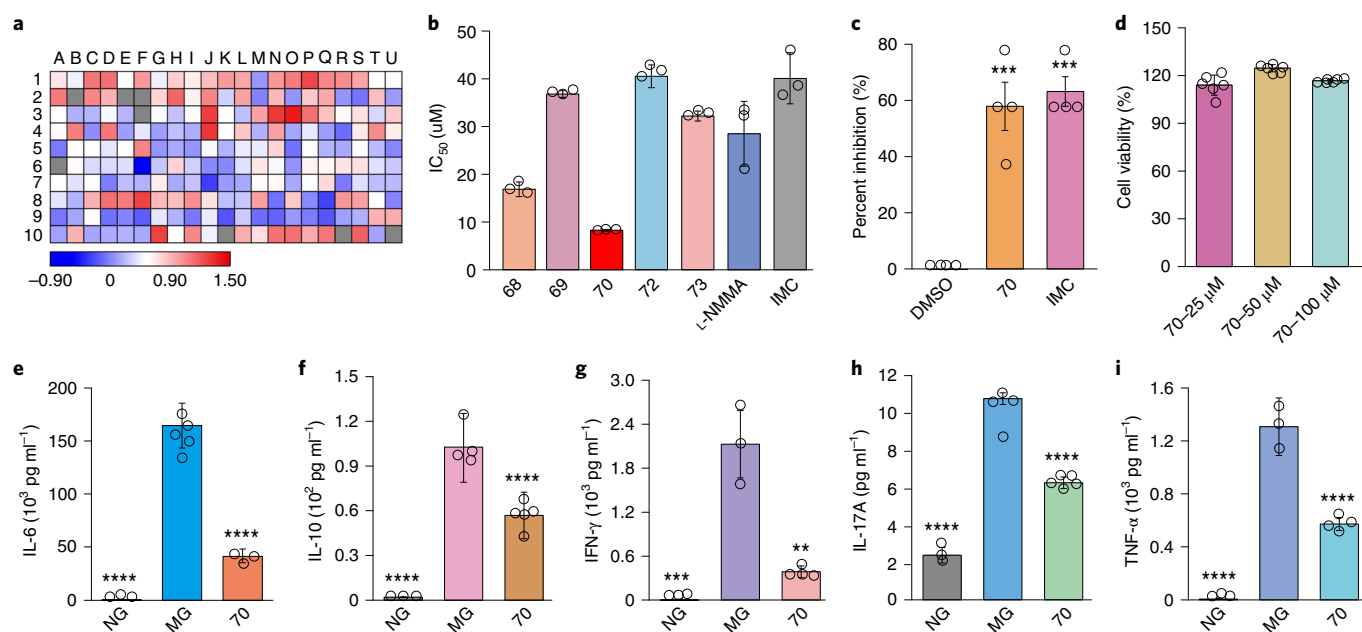 a
A B C D E F G H I J K L M N O P Q R S T U
1
2
3
4
5
6
7
8
9
10
−0.90 0 0.90 1.50
b
IC50 (uM)
50
40
30
20
10
0
68 69 70 72 73 L-NMMA IMC
c
Percent inhibition (%)
80
60
40
20
0
*** ***
DMSO 70 IMC
d
Cell viability (%)
150
120
90
60
30
0
70–25 μM 70–50 μM 70–100 μM
e
IL-6 (10³ pg ml⁻¹)
200
150
100
50
0
**** ****
NG MG 70
f
IL-10 (10² pg ml⁻¹)
1.5
1.2
0.9
0.6
0.3
0
**** ****
NG MG 70
g
IFN-γ (10³ pg ml⁻¹)
3.0
2.4
1.8
1.2
0.6
0
*** **
NG MG 70
h
IL-17A (pg ml⁻¹)
12
10
8
6
4
2
0
**** ****
NG MG 70
i
TNF-α (10³ pg ml⁻¹)
1.6
1.2
0.8
0.4
0
**** ****
NG MG 70